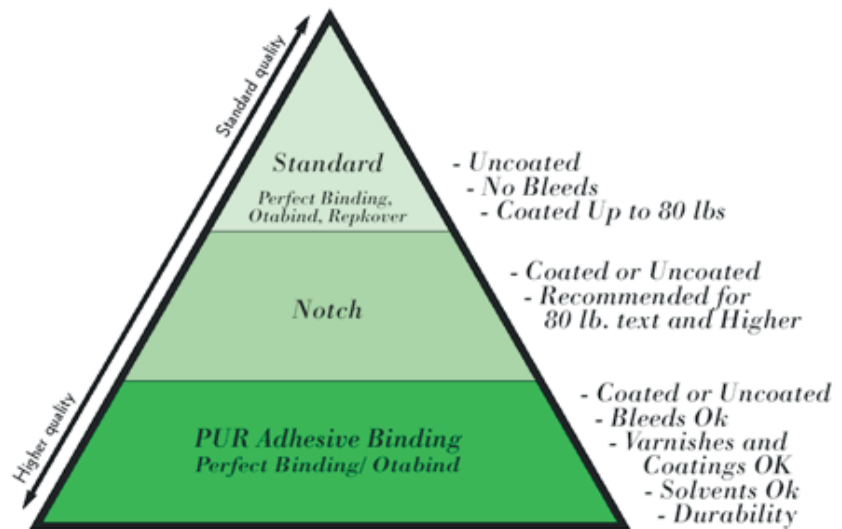 Standard quality
Standard
Perfect Binding,
Otabind, Repkover
- Uncoated
- No Bleeds
- Coated Up to 80 lbs
Notch
- Coated or Uncoated
- Recommended for
80 lb. text and Higher
Higher quality
PUR Adhesive Binding
Perfect Binding/ Otabind
- Coated or Uncoated
- Bleeds Ok
- Varnishes and
Coatings OK
- Solvents Ok
- Durability